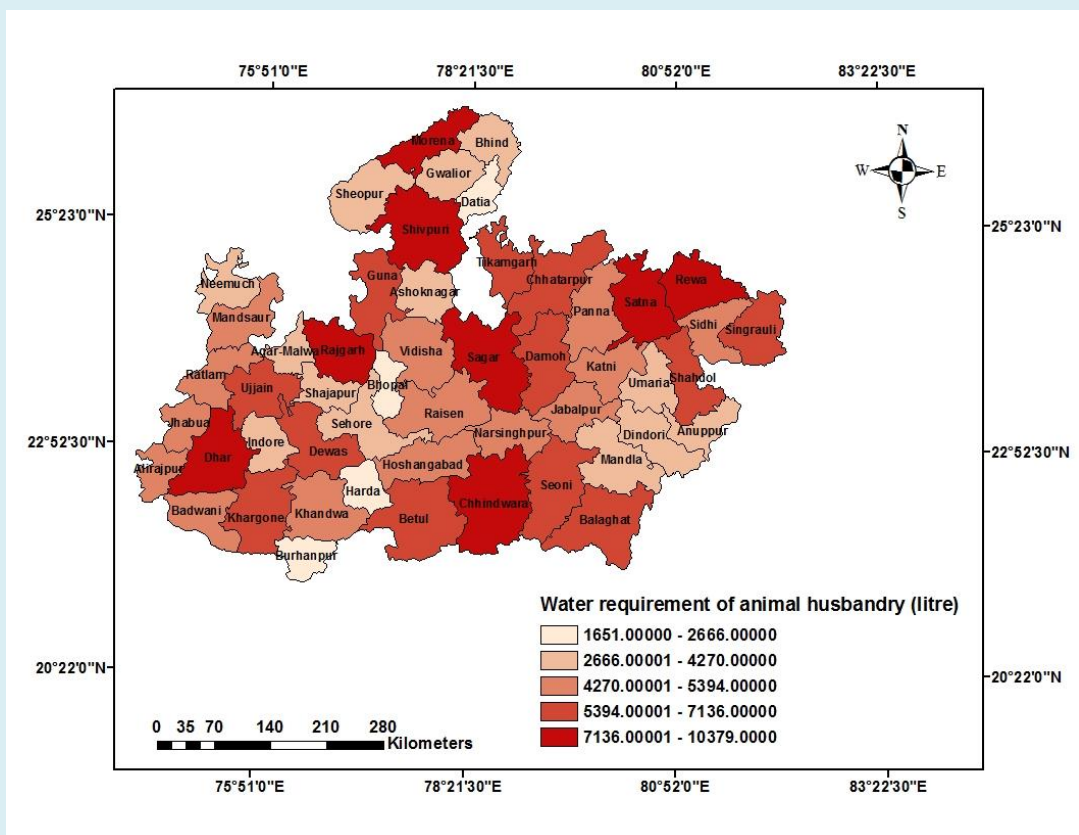 75°51'0"E 78°21'30"E 80°52'0"E 83°22'30"E
N
W E
S
25°23'0"N 25°23'0"N
22°52'30"N 22°52'30"N
20°22'0"N 20°22'0"N
Morena
Bhind
Gwalior
Sheopur
Datia
Shivpuri
Tikamgarh
Guna
Chhatarpur
Rewa
Neemuch
Ashoknagar
Satna
Panna
Mandsaur
Sidhi
Singrauli
Agar-Malwa
Rajgarh
Vidisha
Sagar
Damoh
Katni
Ratlam
Ujjain
Shajapur
Bhopal
Umaria
Shahdol
Raisen
Jabalpur
Jhabua
Sehore
Narsinghpur
Dindori
Anuppur
Indore
Dhar
Dewas
Hoshangabad
Mandla
Alirajpur
Harda
Seoni
Chhindwara
Badwani
Khargone
Khandwa
Betul
Balaghat
Burhanpur
Water requirement of animal husbandry (litre)
1651.00000 - 2666.00000
2666.00001 - 4270.00000
4270.00001 - 5394.00000
5394.00001 - 7136.00000
7136.00001 - 10379.0000
0 35 70 140 210 280
Kilometers
75°51'0"E 78°21'30"E 80°52'0"E 83°22'30"E